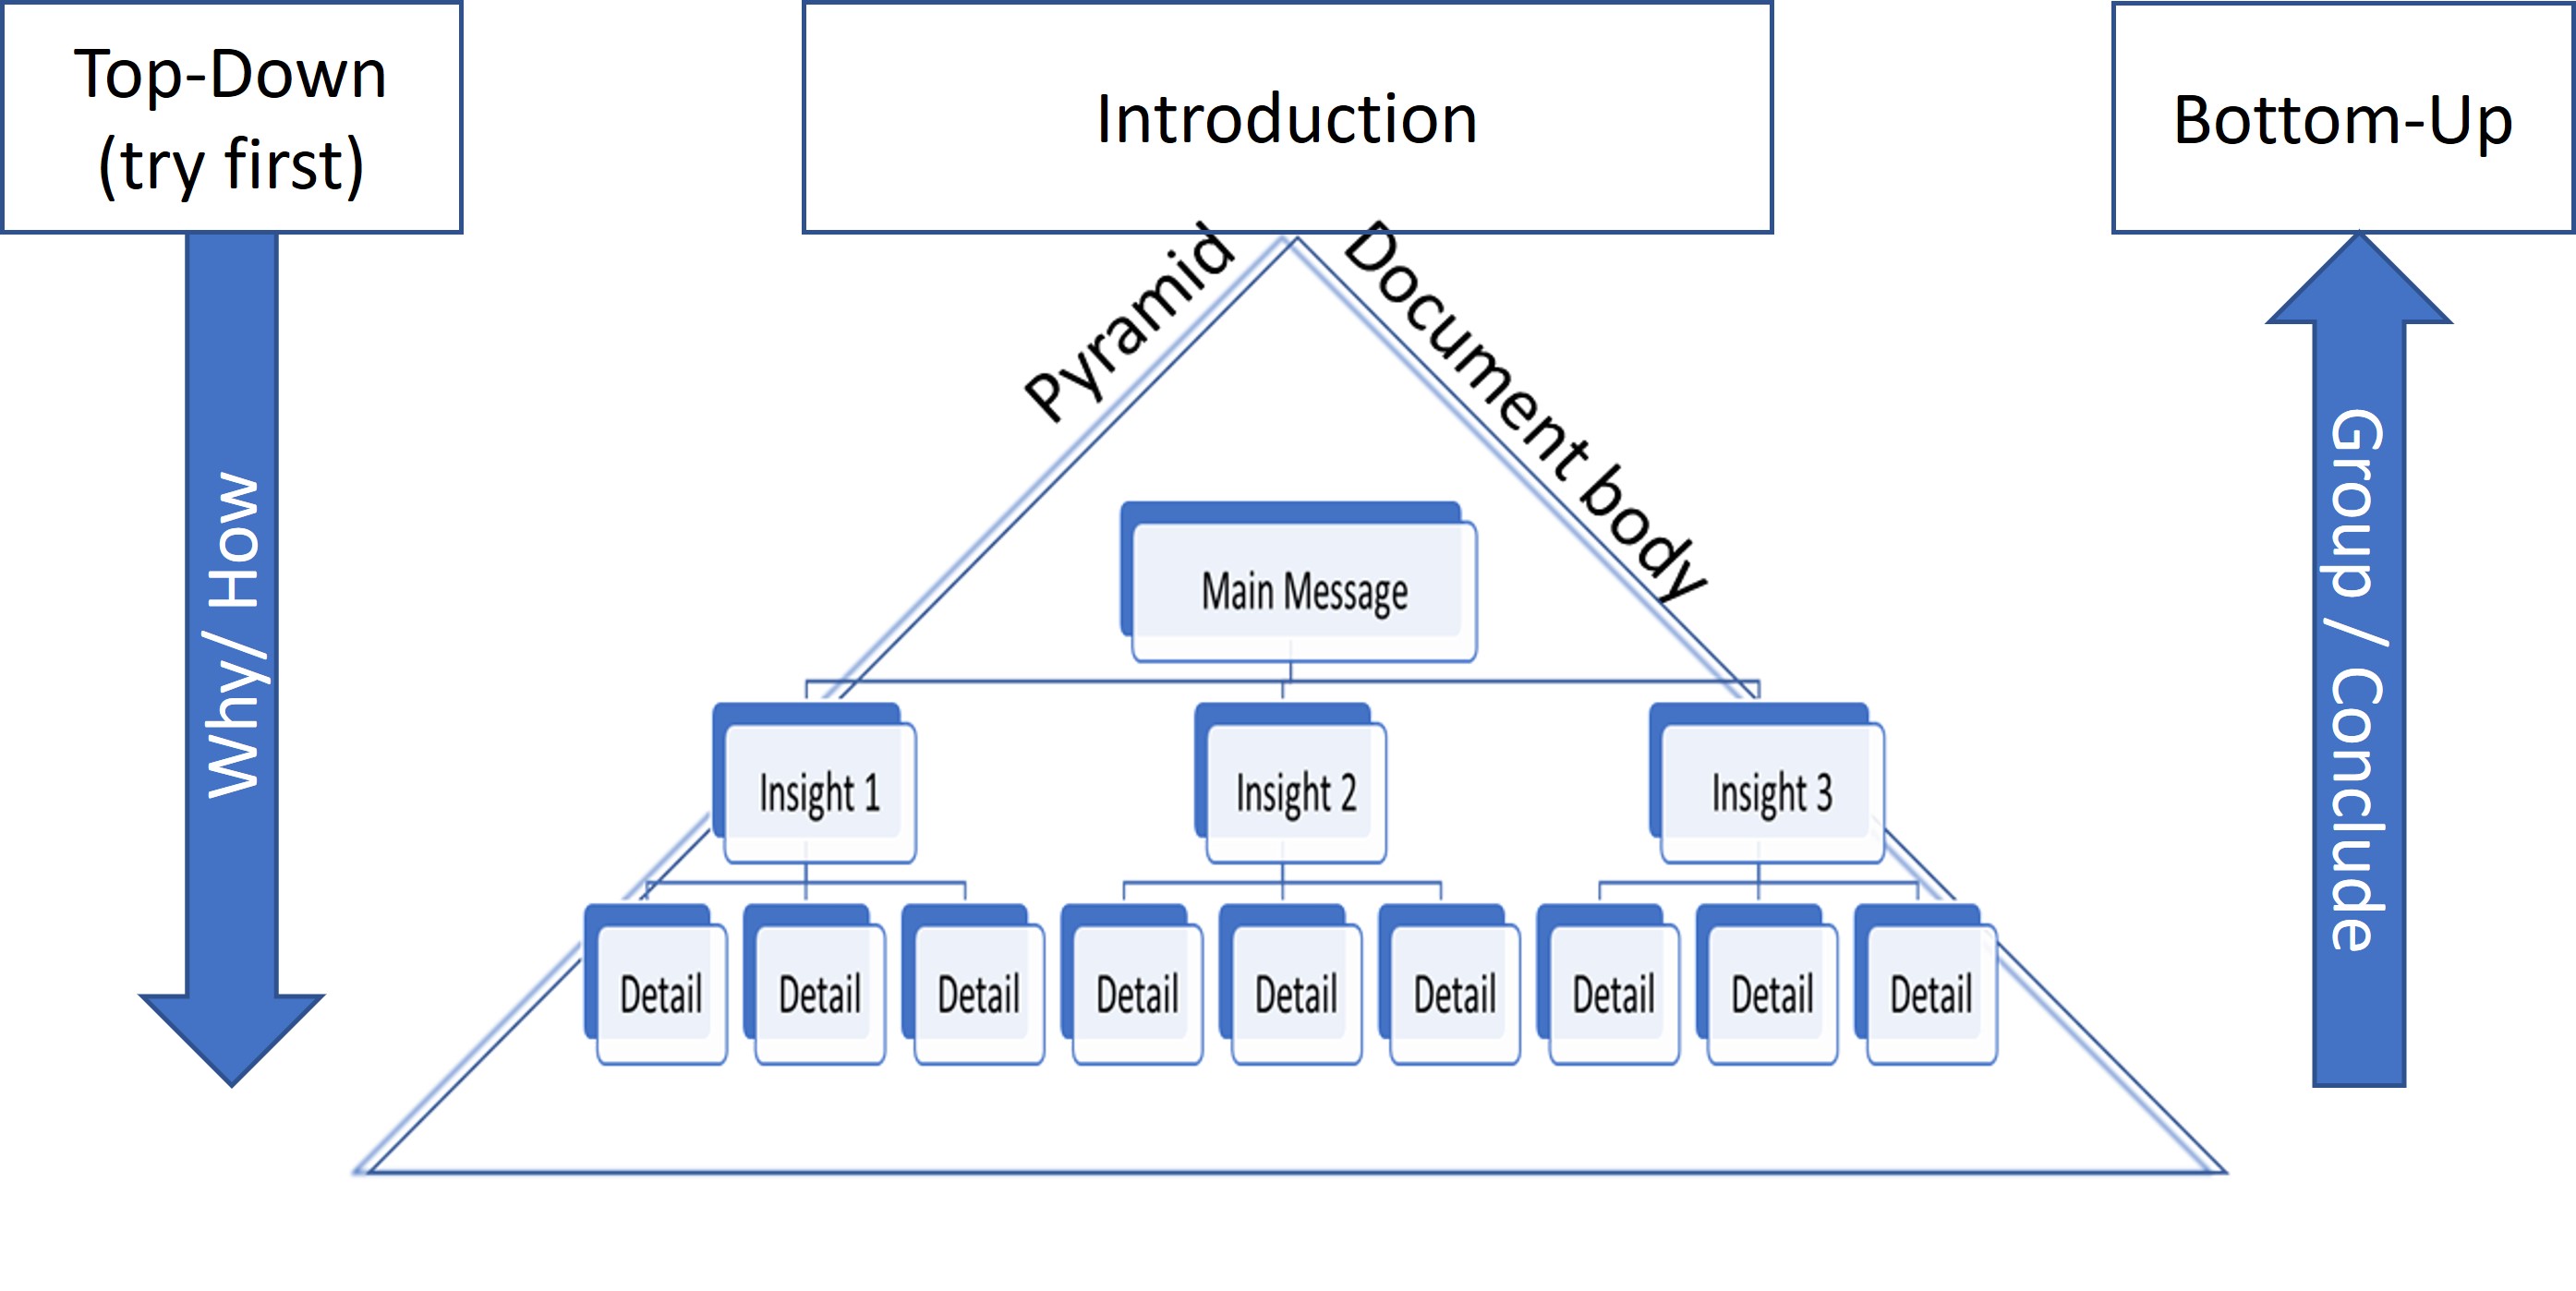 Top-Down
(try first)
Introduction
Bottom-Up
Pyramid
Document body
Why/ How
Group / Conclude
Main Message
Insight 1
Insight 2
Insight 3
Detail
Detail
Detail
Detail
Detail
Detail
Detail
Detail
Detail